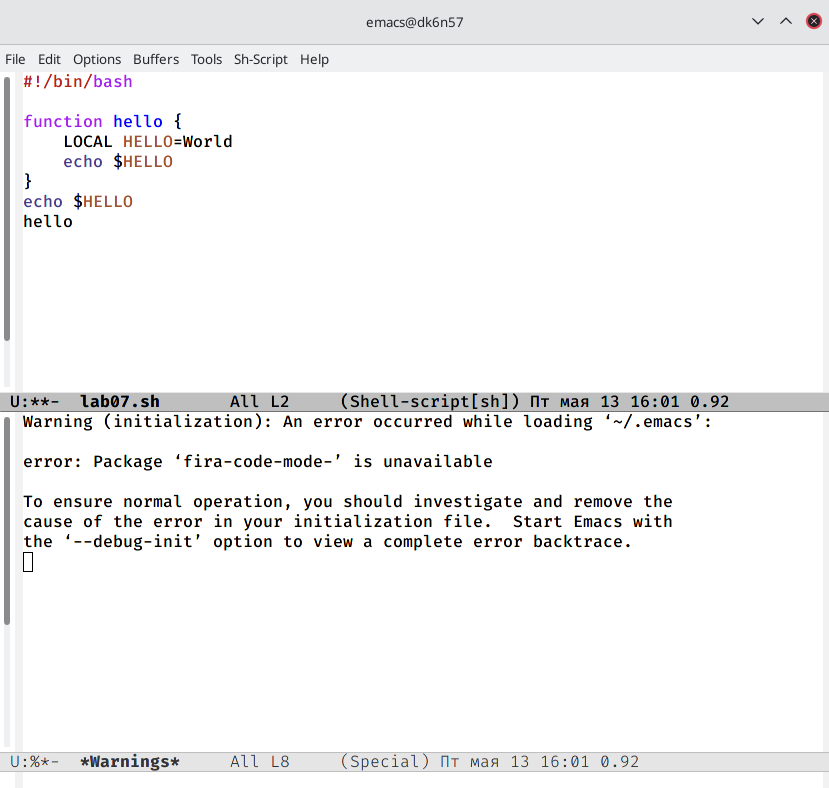 emacs@dk6n57
File Edit Options Buffers Tools Sh-Script Help
#!/bin/bash
function hello {
    LOCAL HELLO=World
    echo $HELLO
}
echo $HELLO
hello
U:**-  lab07.sh       All L2     (Shell-script[sh]) Пт мая 13 16:01 0.92
Warning (initialization): An error occurred while loading ‘~/.emacs’:
error: Package ‘fira-code-mode-’ is unavailable
To ensure normal operation, you should investigate and remove the
cause of the error in your initialization file.  Start Emacs with
the ‘--debug-init’ option to view a complete error backtrace.
U:%*-  *Warnings*     All L8     (Special) Пт мая 13 16:01 0.92